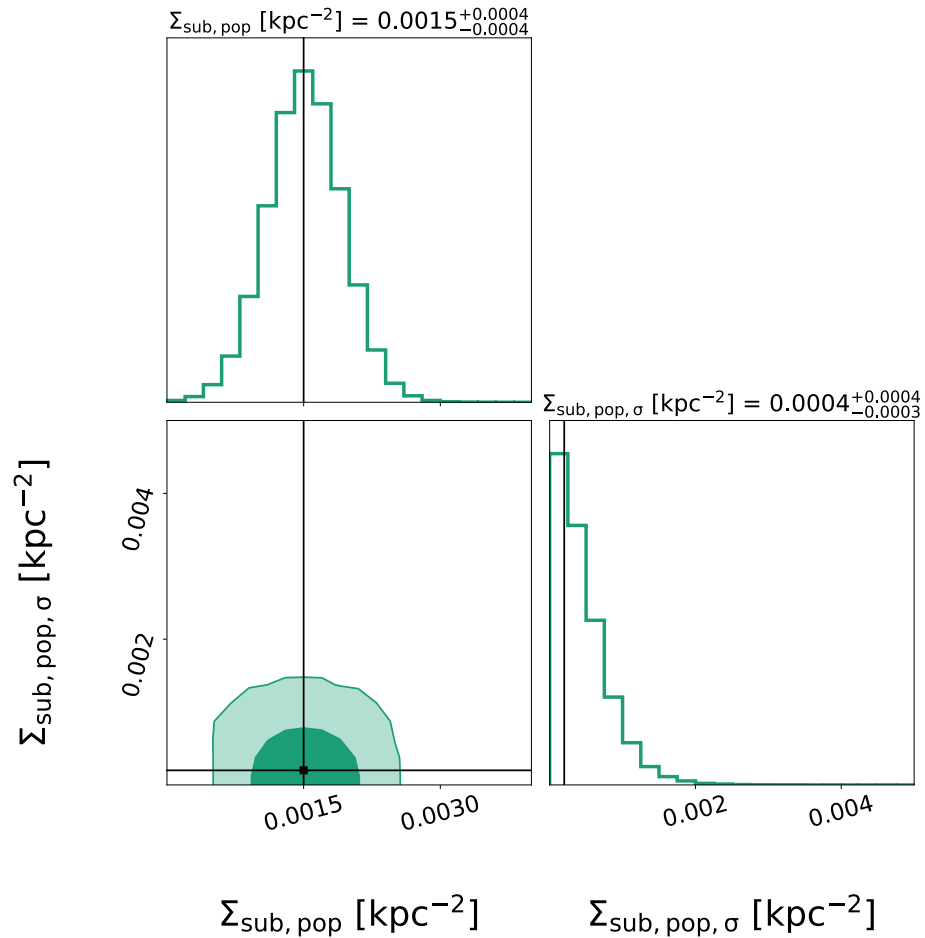 Σsub, pop [kpc⁻²] = 0.0015+0.0004−0.0004
Σsub, pop, σ [kpc⁻²] = 0.0004+0.0004−0.0003
Σsub, pop, σ [kpc⁻²]
0.004
0.002
0.0015
0.0030
0.002
0.004
Σsub, pop [kpc⁻²]
Σsub, pop, σ [kpc⁻²]